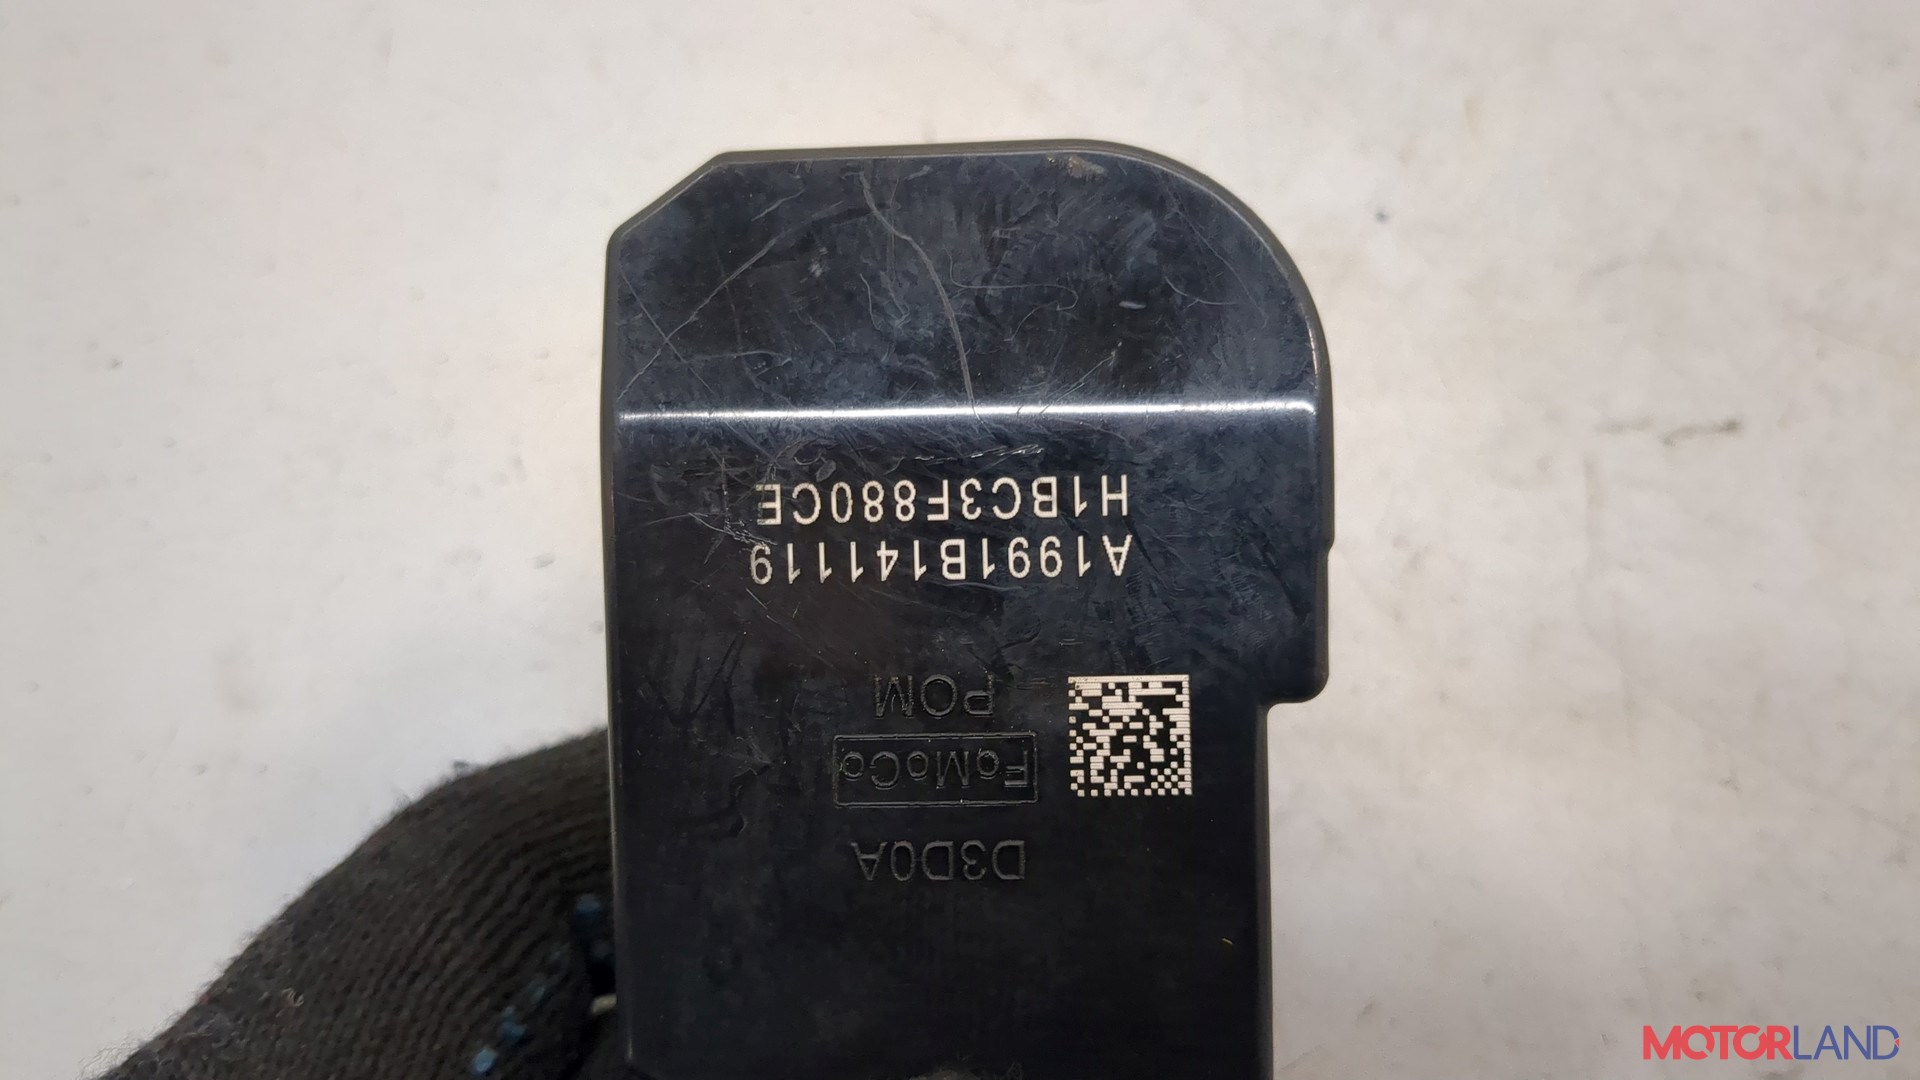 D3D0A
FoMoCo
POM
A1991B141119
H1BC3F880CE
MOTORLAND